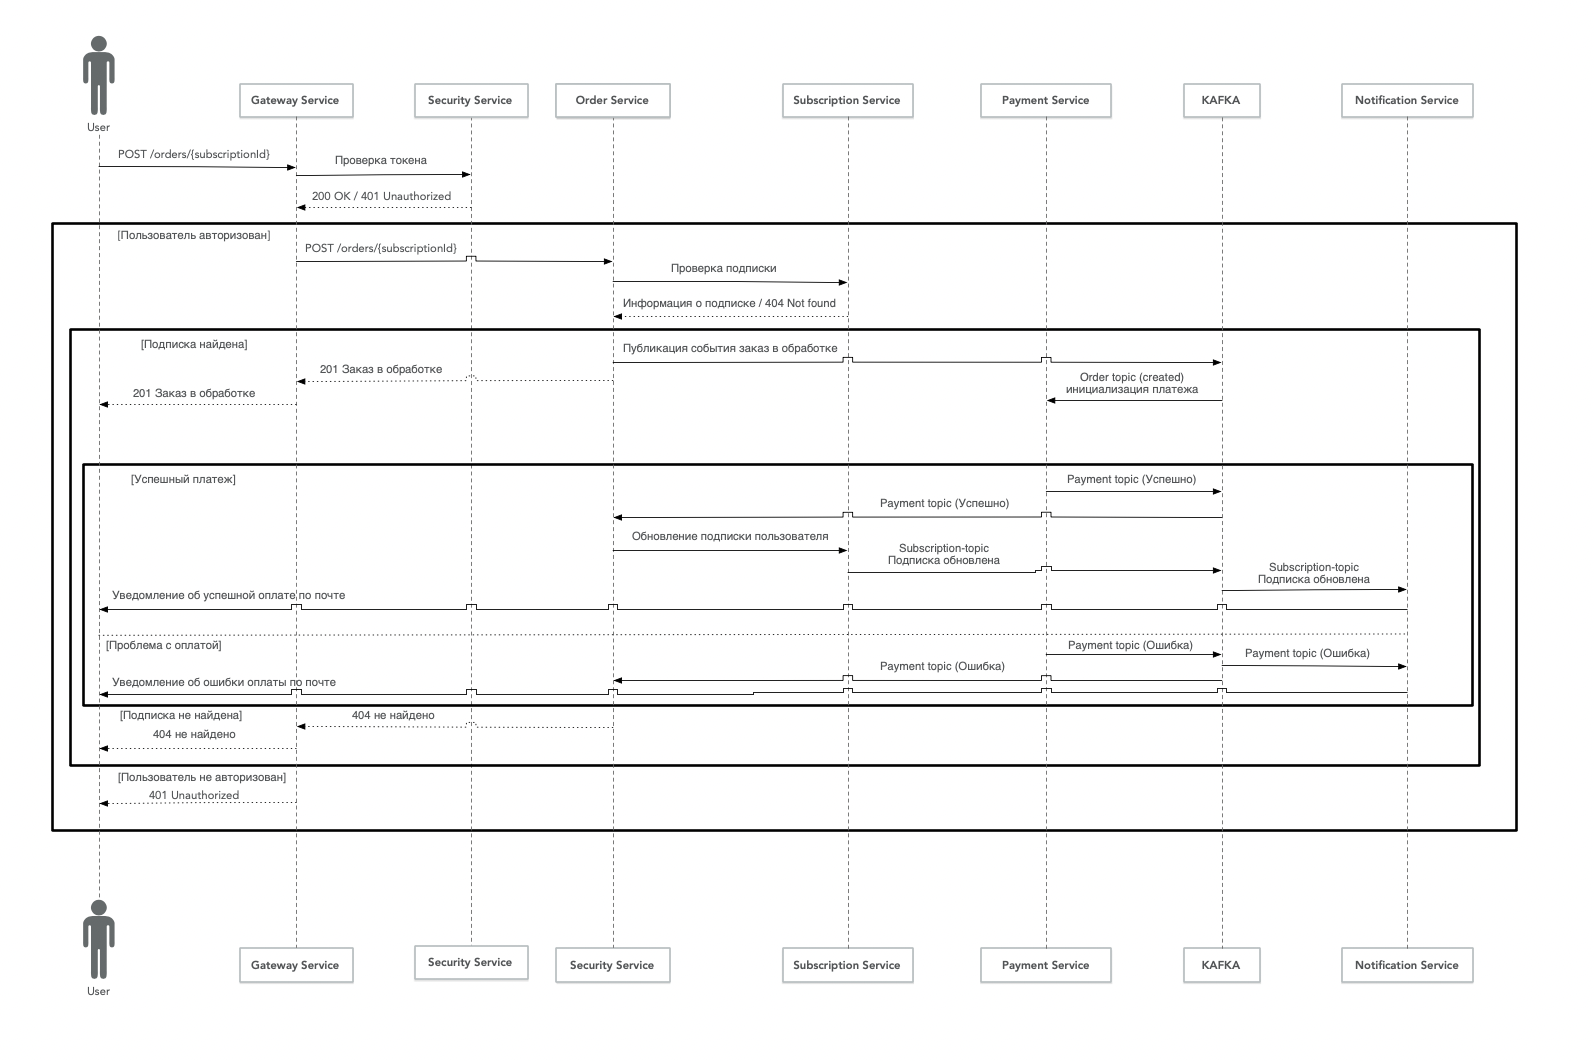 User
Gateway Service
Security Service
Order Service
Subscription Service
Payment Service
KAFKA
Notification Service
POST /orders/{subscriptionId}
Проверка токена
200 OK / 401 Unauthorized
[Пользователь авторизован]
POST /orders/{subscriptionId}
Проверка подписки
Информация о подписке / 404 Not found
[Подписка найдена]
Публикация события заказ в обработке
201 Заказ в обработке
Order topic (created)
инициализация платежа
201 Заказ в обработке
[Успешный платеж]
Payment topic (Успешно)
Payment topic (Успешно)
Обновление подписки пользователя
Subscription-topic
Подписка обновлена
Subscription-topic
Подписка обновлена
Уведомление об успешной оплате по почте
[Проблема с оплатой]
Payment topic (Ошибка)
Payment topic (Ошибка)
Payment topic (Ошибка)
Уведомление об ошибки оплаты по почте
[Подписка не найдена]
404 не найдено
404 не найдено
[Пользователь не авторизован]
401 Unauthorized
Gateway Service
Security Service
Security Service
Subscription Service
Payment Service
KAFKA
Notification Service
User